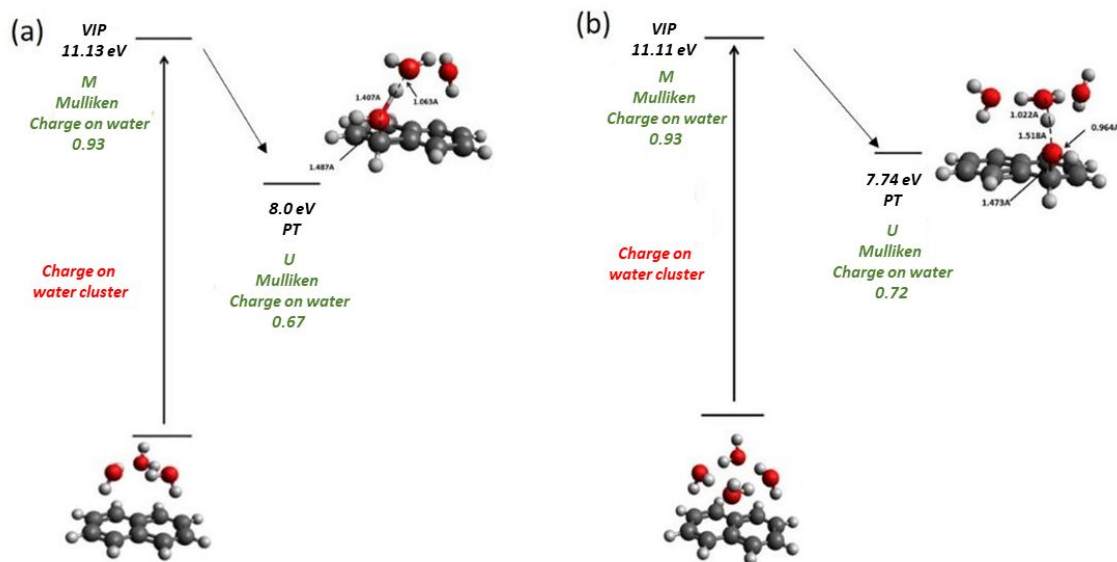 (a)
VIP
11.13 eV
M
Mulliken
Charge on water
0.93
Charge on
water cluster
8.0 eV
PT
U
Mulliken
Charge on water
0.67
1.407A
1.063A
1.487A
(b)
VIP
11.11 eV
M
Mulliken
Charge on water
0.93
Charge on
water cluster
7.74 eV
PT
U
Mulliken
Charge on water
0.72
1.022A
1.518A
0.964A
1.473A